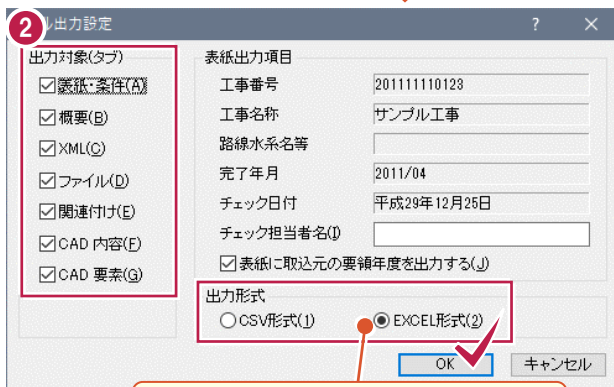 2
ル出力設定
? ×
出力対象(タブ)
表紙・条件(A)
概要(B)
XML(C)
ファイル(D)
関連付け(E)
CAD 内容(F)
CAD 要素(G)
表紙出力項目
工事番号 201111110123
工事名称 サンプル工事
路線水系名等
完了年月 2011/04
チェック日付 平成29年12月25日
チェック担当者名(I)
表紙に取込元の要領年度を出力する(J)
出力形式
CSV形式(1) EXCEL形式(2)
OK キャンセル